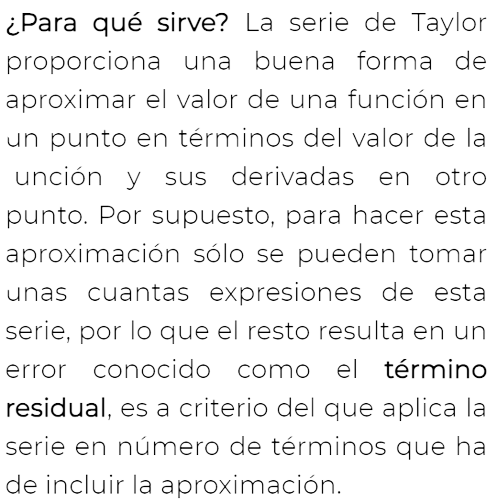 ¿Para qué sirve? La serie de Taylor
proporciona una buena forma de
aproximar el valor de una función en
un punto en términos del valor de la
unción y sus derivadas en otro
punto. Por supuesto, para hacer esta
aproximación sólo se pueden tomar
unas cuantas expresiones de esta
serie, por lo que el resto resulta en un
error conocido como el término
residual, es a criterio del que aplica la
serie en número de términos que ha
de incluir la aproximación.